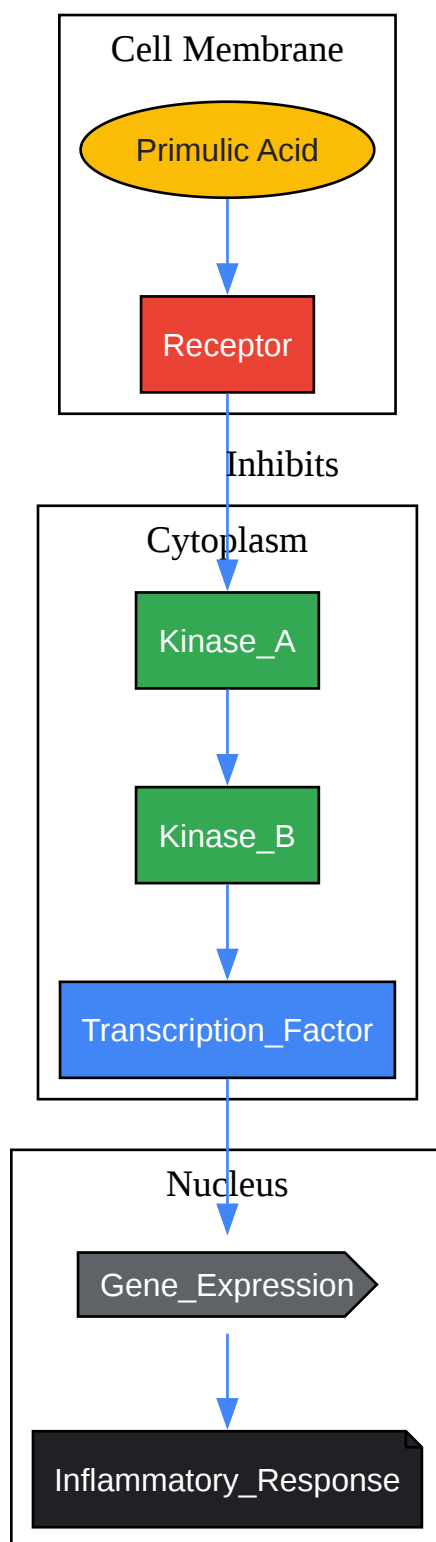 Cell Membrane
Primulic Acid
Receptor
Inhibits
Cytoplasm
Kinase_A
Kinase_B
Transcription_Factor
Nucleus
Gene_Expression
Inflammatory_Response